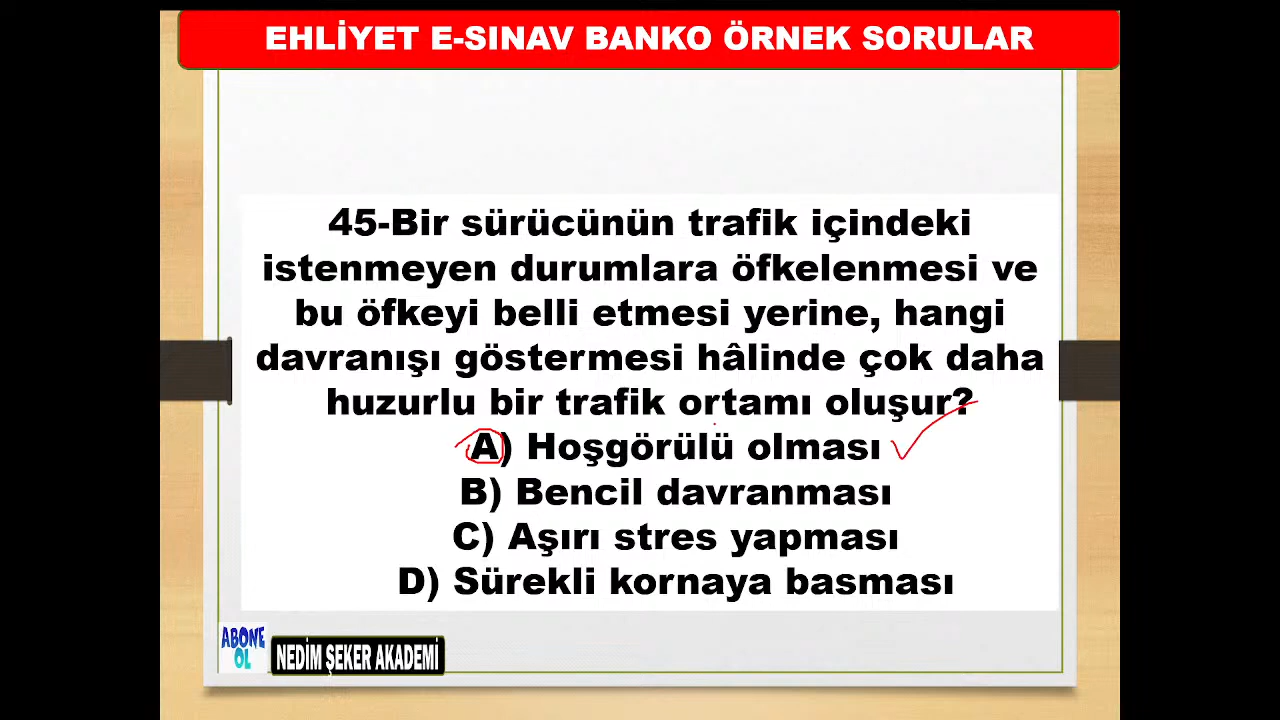 EHLİYET E-SINAV BANKO ÖRNEK SORULAR
45-Bir sürücünün trafik içindeki
istenmeyen durumlara öfkelenmesi ve
bu öfkeyi belli etmesi yerine, hangi
davranışı göstermesi hâlinde çok daha
huzurlu bir trafik ortamı oluşur?
A) Hoşgörülü olması
B) Bencil davranması
C) Aşırı stres yapması
D) Sürekli kornaya basması
ABONE
OL
NEDİM ŞEKER AKADEMİ